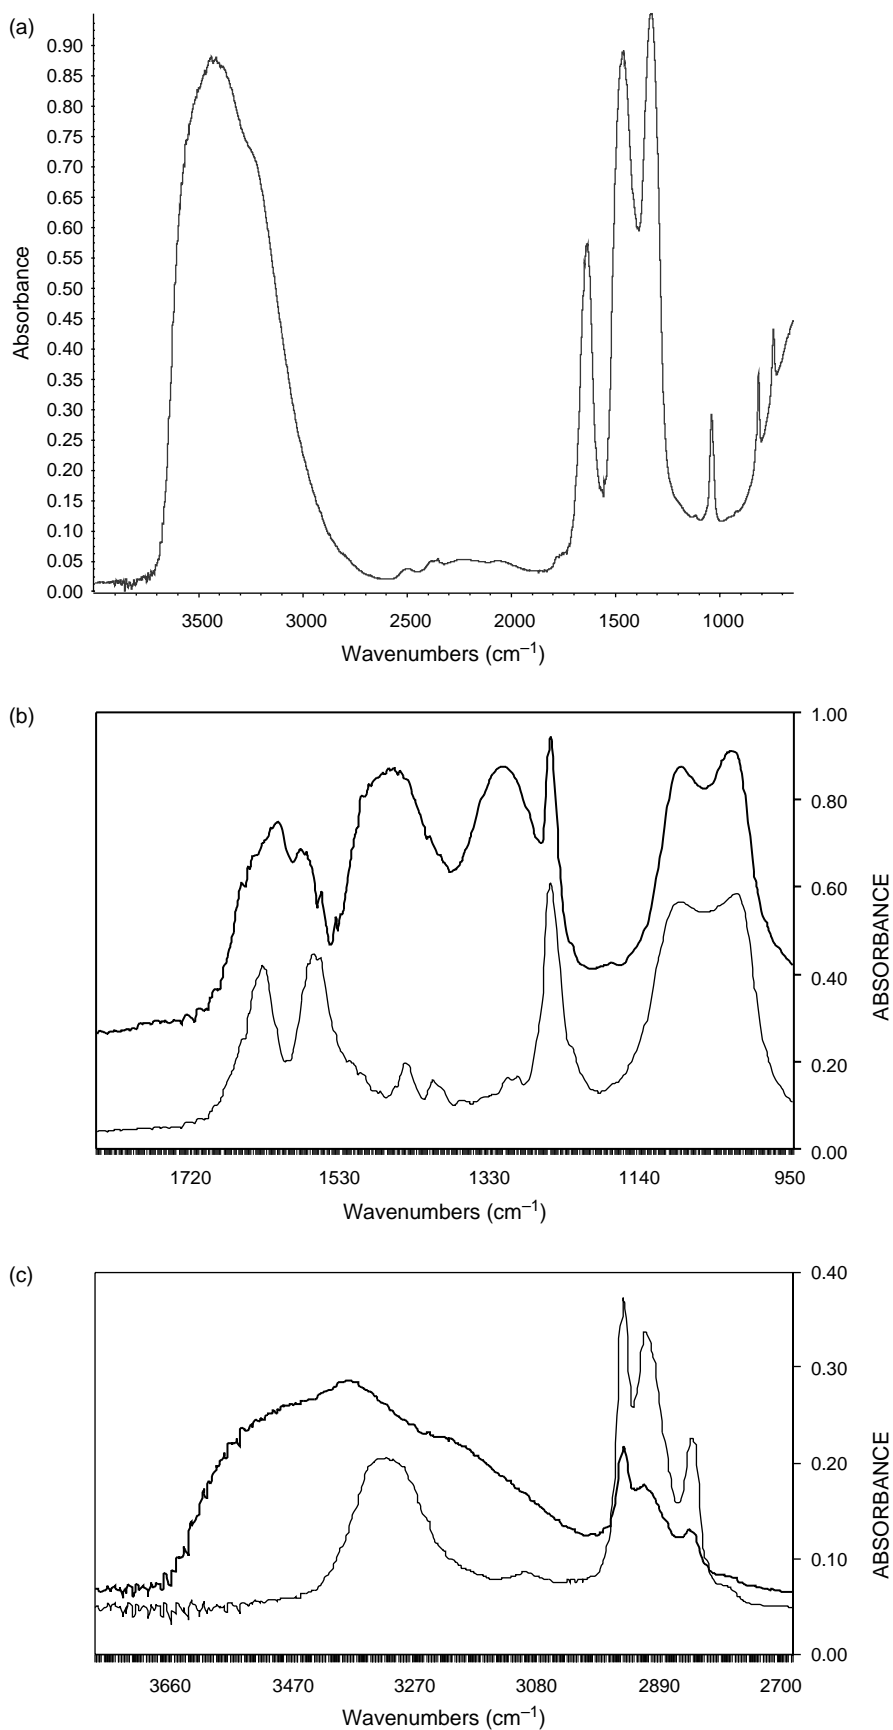 (a)
0.90
0.85
0.80
0.75
0.70
0.65
0.60
0.55
0.50
0.45
0.40
0.35
0.30
0.25
0.20
0.15
0.10
0.05
0.00
Absorbance
3500 3000 2500 2000 1500 1000
Wavenumbers (cm–1)
(b)
1.00
0.80
0.60
0.40
0.20
0.00
ABSORBANCE
1720 1530 1330 1140 950
Wavenumbers (cm–1)
(c)
0.40
0.30
0.20
0.10
0.00
ABSORBANCE
3660 3470 3270 3080 2890 2700
Wavenumbers (cm–1)